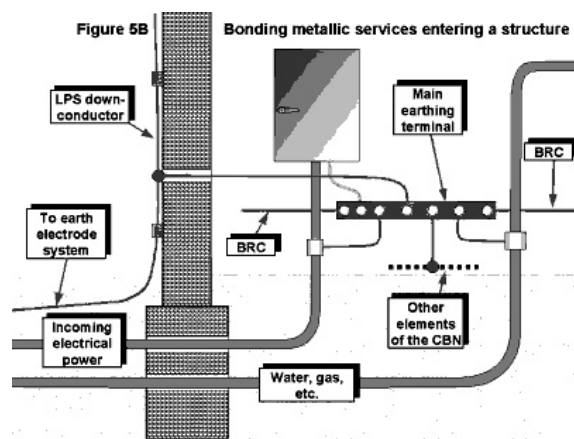 Figure 5B
Bonding metallic services entering a structure
LPS down-
conductor
Main
earthing
terminal
BRC
To earth
electrode
system
BRC
Other
elements
of the CBN
Incoming
electrical
power
Water, gas,
etc.